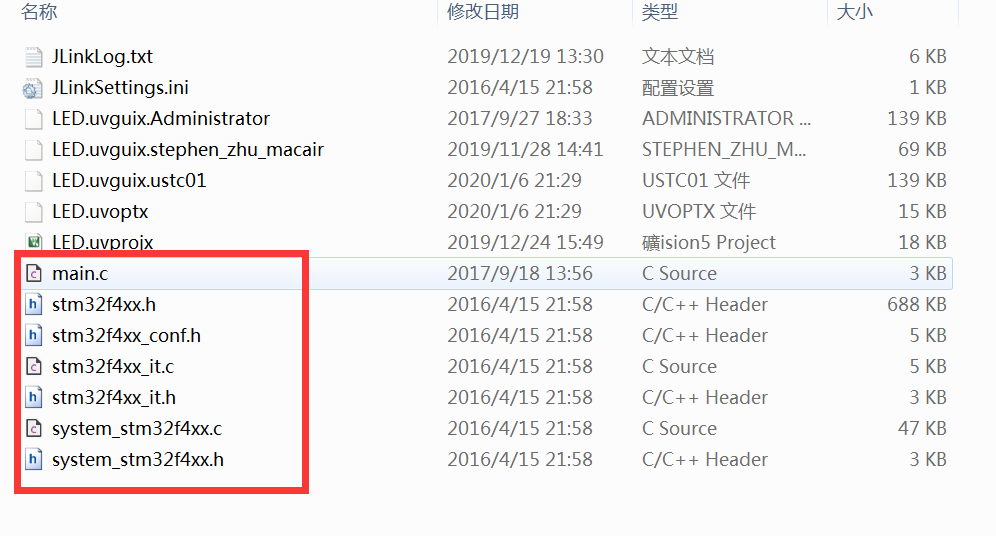 名称 修改日期 类型 大小
JLinkLog.txt 2019/12/19 13:30 文本文档 6 KB
JLinkSettings.ini 2016/4/15 21:58 配置设置 1 KB
LED.uvguix.Administrator 2017/9/27 18:33 ADMINISTRATOR ... 139 KB
LED.uvguix.stephen_zhu_macair 2019/11/28 14:41 STEPHEN_ZHU_M... 69 KB
LED.uvguix.ustc01 2020/1/6 21:29 USTC01 文件 139 KB
LED.uvoptx 2020/1/6 21:29 UVOPTX 文件 15 KB
LED.uvprojx 2019/12/24 15:49 礦ision5 Project 18 KB
main.c 2017/9/18 13:56 C Source 3 KB
stm32f4xx.h 2016/4/15 21:58 C/C++ Header 688 KB
stm32f4xx_conf.h 2016/4/15 21:58 C/C++ Header 5 KB
stm32f4xx_it.c 2016/4/15 21:58 C Source 5 KB
stm32f4xx_it.h 2016/4/15 21:58 C/C++ Header 3 KB
system_stm32f4xx.c 2016/4/15 21:58 C Source 47 KB
system_stm32f4xx.h 2016/4/15 21:58 C/C++ Header 3 KB